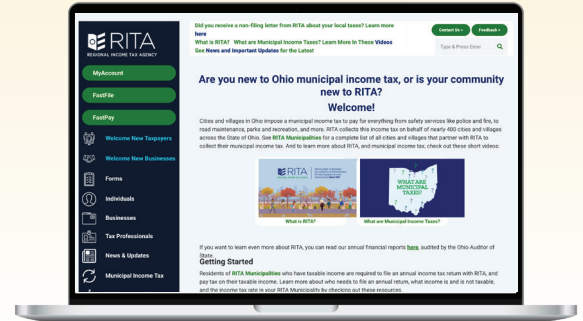 RITA
REGIONAL INCOME TAX AGENCY
MyAccount
FastFile
FastPay
Welcome New Taxpayers
Welcome New Businesses
Forms
Individuals
Businesses
Tax Professionals
News & Updates
Municipal Income Tax
Did you receive a non-filing letter from RITA about your local taxes? Learn more
here
What is RITA? What are Municipal Income Taxes? Learn More In These Videos
See News and Important Updates for the Latest
Contact Us >
Feedback >
Type & Press Enter
Are you new to Ohio municipal income tax, or is your community
new to RITA?
Welcome!
Cities and villages in Ohio impose a municipal income tax to pay for everything from safety services like police and fire, to
road maintenance, parks and recreation, and more. RITA collects this income tax on behalf of nearly 400 cities and villages
across the State of Ohio. See RITA Municipalities for a complete list of all cities and villages that partner with RITA to
collect their municipal income tax. And to learn more about RITA, and municipal income tax, check out these short videos:
RITA
WHAT ARE
MUNICIPAL
TAXES?
What is RITA?
What are Municipal Income Taxes?
If you want to learn even more about RITA, you can read our annual financial reports here, audited by the Ohio Auditor of
State.
Getting Started
Residents of RITA Municipalities who have taxable income are required to file an annual income tax return with RITA, and
pay tax on their taxable income. Learn more about who needs to file an annual return, what income is and is not taxable,
and the income tax rate in your RITA Municipality by checking out these resources.